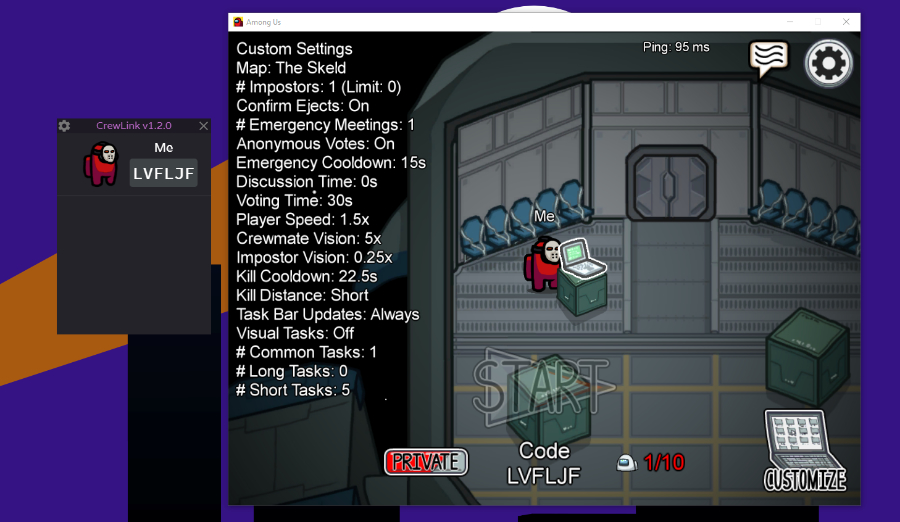 Among Us
CrewLink v1.2.0
Me
LVFLJF
Custom Settings
Map: The Skeld
# Impostors: 1 (Limit: 0)
Confirm Ejects: On
# Emergency Meetings: 1
Anonymous Votes: On
Emergency Cooldown: 15s
Discussion Time: 0s
Voting Time: 30s
Player Speed: 1.5x
Crewmate Vision: 5x
Impostor Vision: 0.25x
Kill Cooldown: 22.5s
Kill Distance: Short
Task Bar Updates: Always
Visual Tasks: Off
# Common Tasks: 1
# Long Tasks: 0
# Short Tasks: 5
Ping: 95 ms
Me
START
PRIVATE
Code
LVFLJF
1/10
CUSTOMIZE